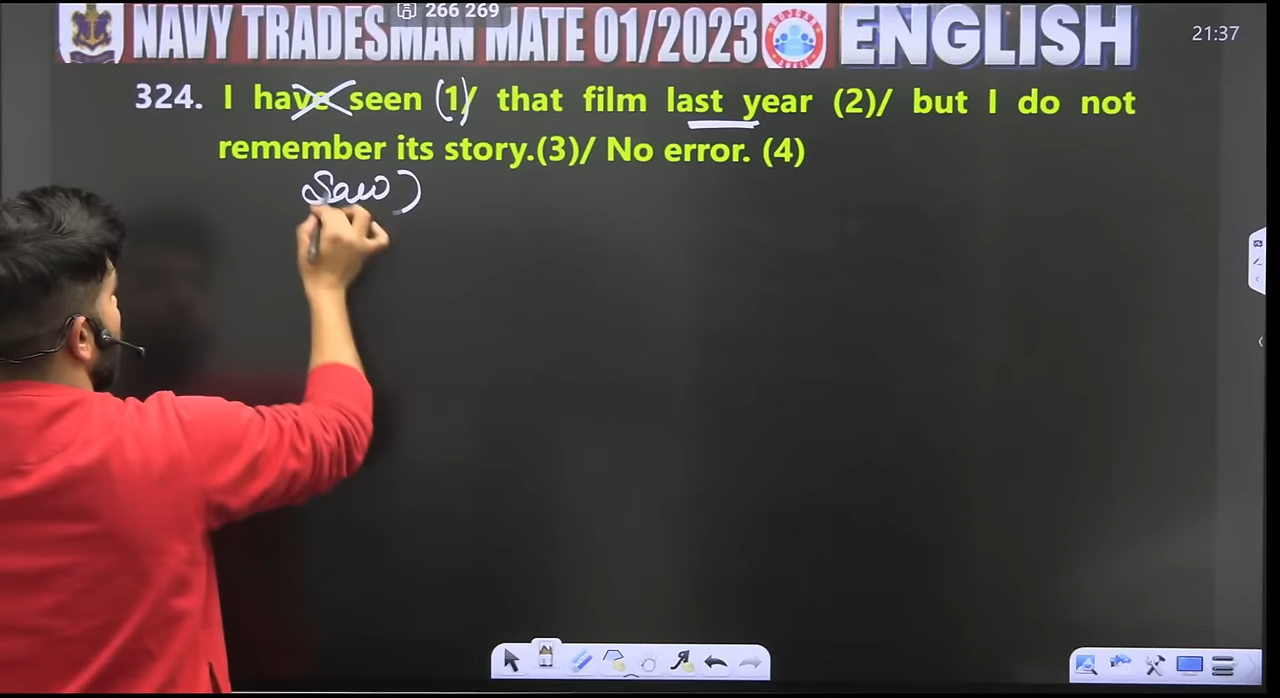 266 269
NAVY TRADESMAN MATE 01/2023 ENGLISH
21:37
324. I have seen (1)/ that film last year (2)/ but I do not
remember its story.(3)/ No error. (4)
Saw)